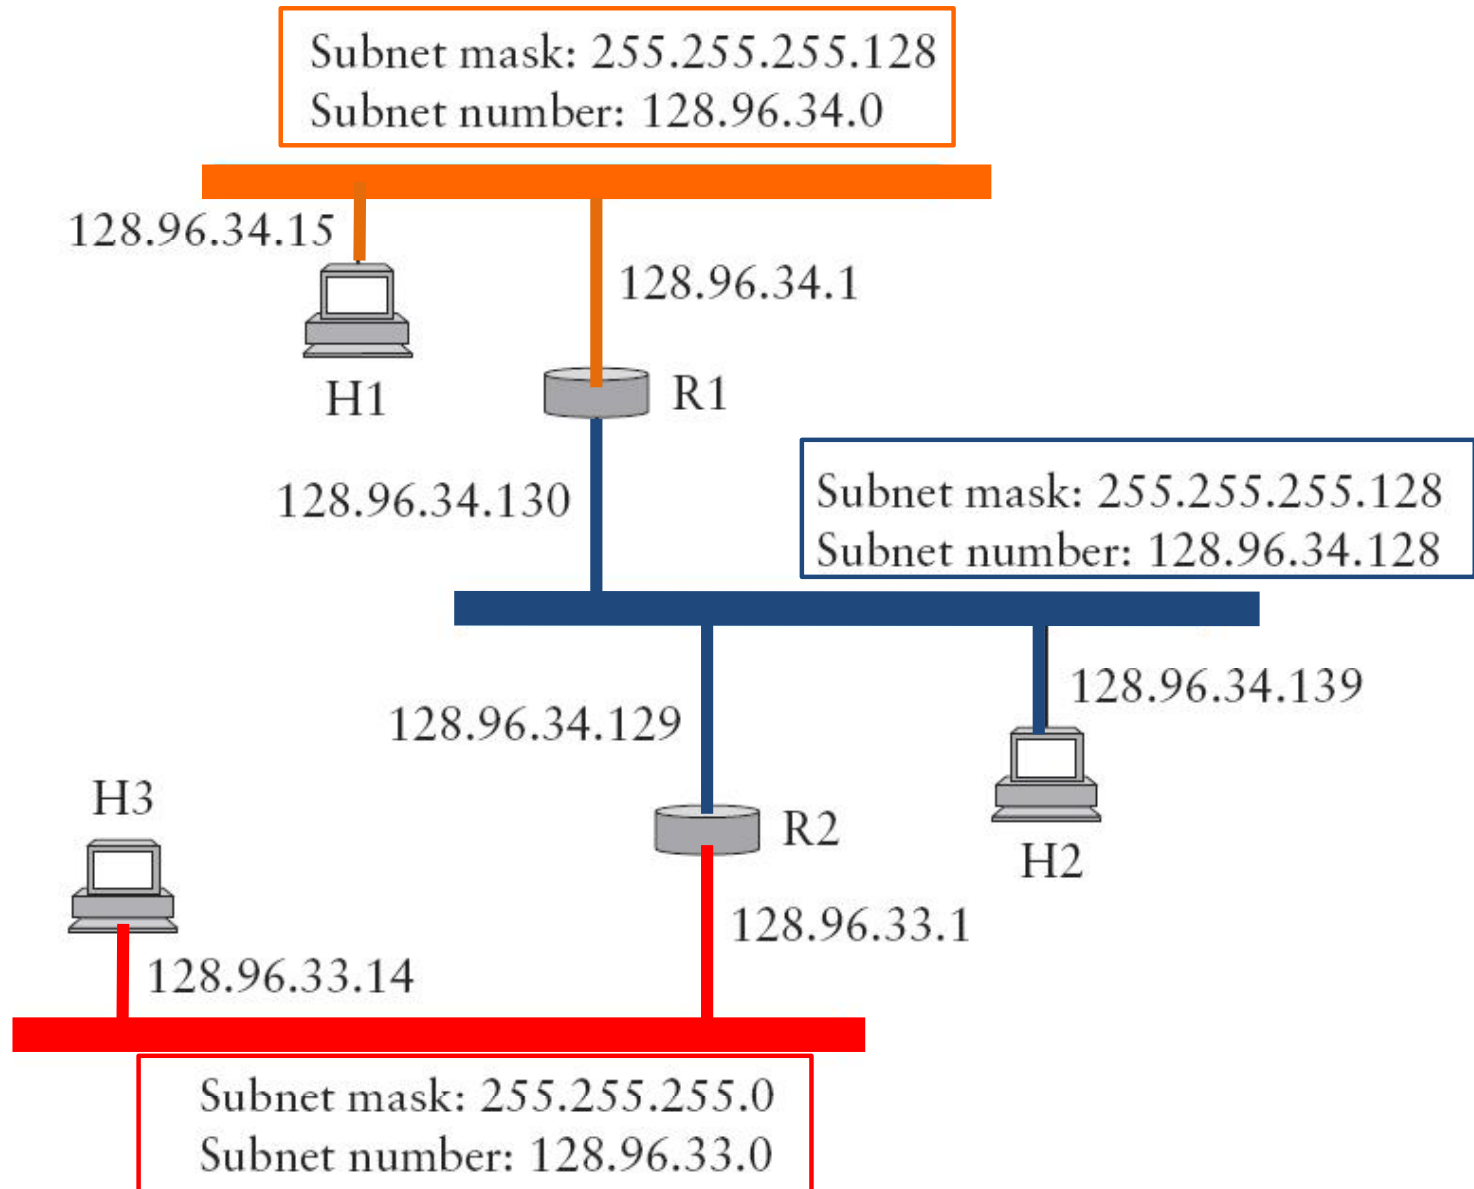 Subnet mask: 255.255.255.128
Subnet number: 128.96.34.0
128.96.34.15
128.96.34.1
H1
R1
128.96.34.130
Subnet mask: 255.255.255.128
Subnet number: 128.96.34.128
128.96.34.129
128.96.34.139
H3
R2
H2
128.96.33.1
128.96.33.14
Subnet mask: 255.255.255.0
Subnet number: 128.96.33.0